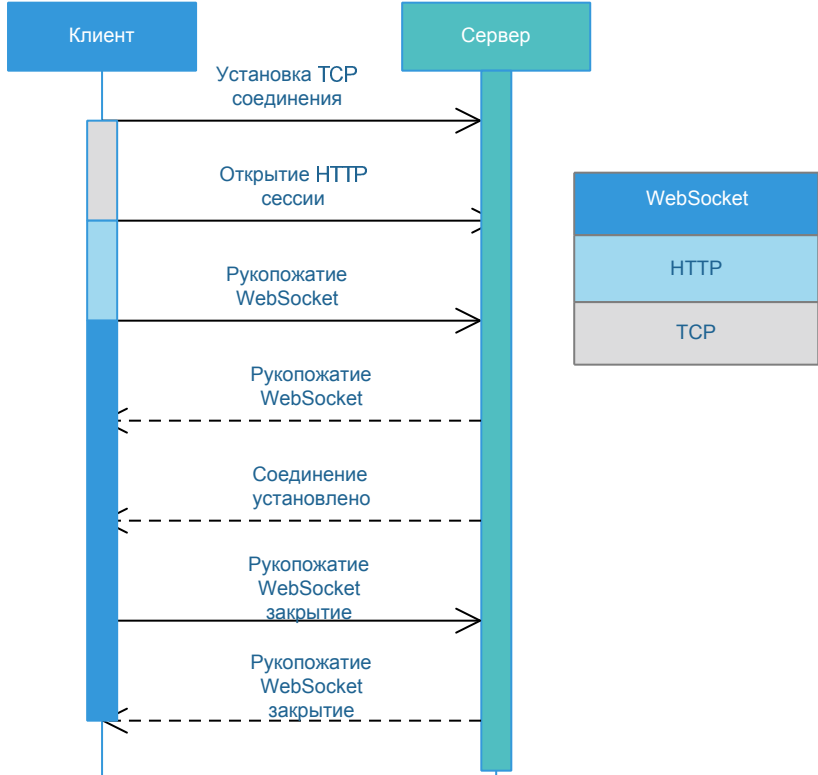 Клиент
Сервер
Установка TCP
соединения
Открытие HTTP
сессии
Рукопожатие
WebSocket
Рукопожатие
WebSocket
Соединение
установлено
Рукопожатие
WebSocket
закрытие
Рукопожатие
WebSocket
закрытие
WebSocket
HTTP
TCP